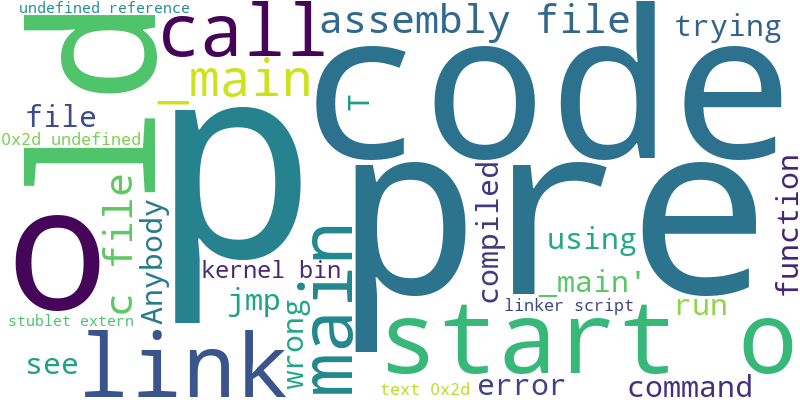 undefined reference
call
assembly file
trying
_main
code
ld
T
file
0x2d undefined
p
pre
o
c file
Anybody
compiled
function
using
kernel bin
main
_main'
jmp
wrong
linker script
run
stublet extern
start o
link
see
text 0x2d
error
command